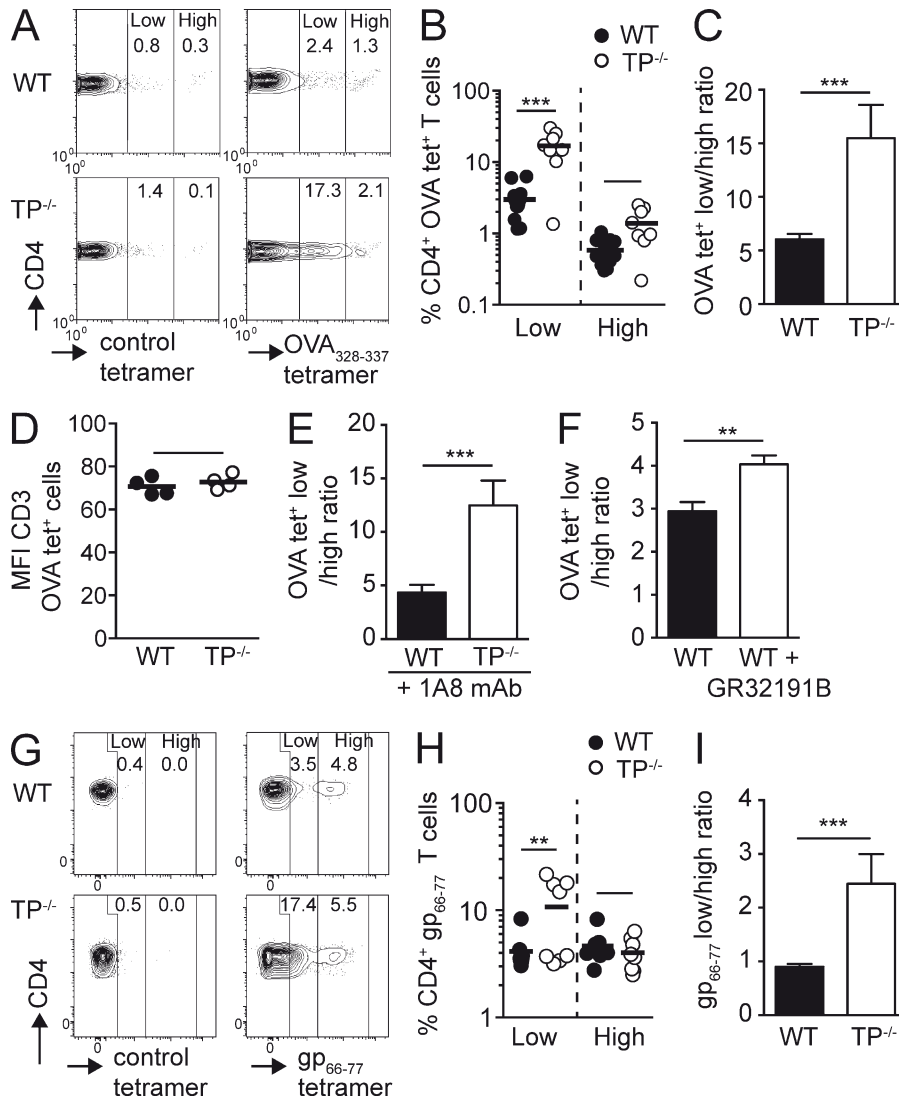 A
Low High
0.8 0.3
Low High
2.4 1.3
WT
10⁰
10⁰
10⁰
10⁰
TP-/-
1.4 0.1
17.3 2.1
CD4
10⁰
10⁰
10⁰
10⁰
control
tetramer
OVA328-337
tetramer
B
WT
TP-/-
% CD4+ OVA tet+ T cells
100
10
1
0.1
***
Low High
C
OVA tet+ low/high ratio
20
15
10
5
0
***
WT TP-/-
D
MFI CD3
OVA tet+ cells
100
80
60
40
20
0
WT TP-/-
E
OVA tet+ low
/high ratio
20
15
10
5
0
***
WT TP-/-
+ 1A8 mAb
F
OVA tet+ low
/high ratio
5
4
3
2
1
0
**
WT WT +
GR32191B
G
Low High
0.4 0.0
Low High
3.5 4.8
WT
0
0
0
0
TP-/-
0.5 0.0
17.4 5.5
CD4
0
0
0
0
control
tetramer
gp66-77
tetramer
H
WT
TP-/-
% CD4+ gp66-77 T cells
100
10
1
**
Low High
I
gp66-77 low/high ratio
4
3
2
1
0
***
WT TP-/-